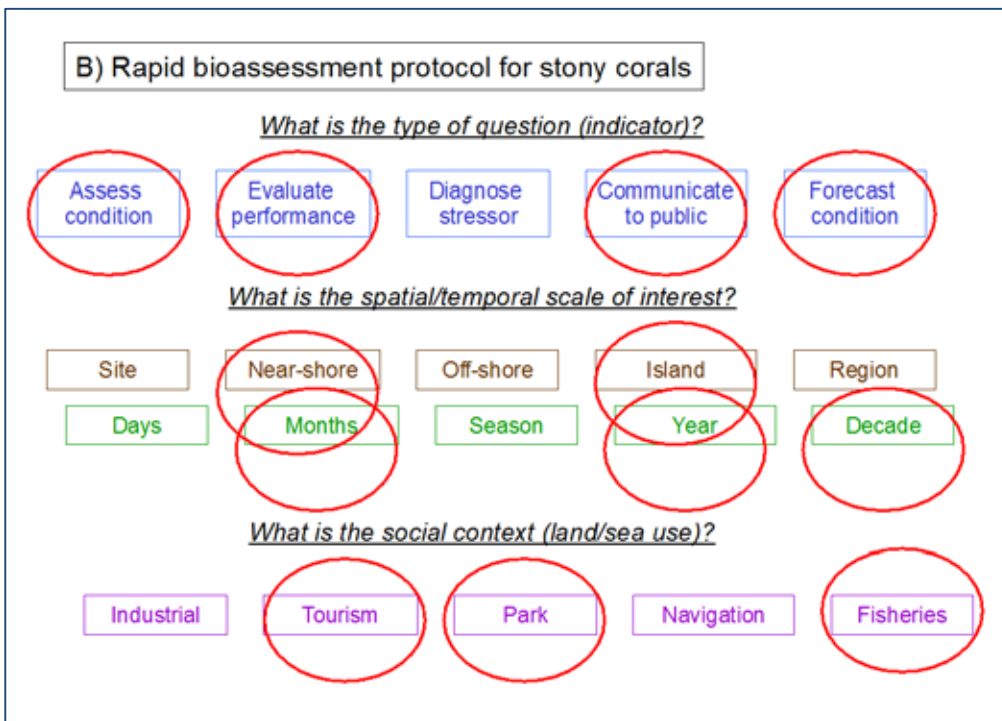 B) Rapid bioassessment protocol for stony corals
What is the type of question (indicator)?
Assess condition
Evaluate performance
Diagnose stressor
Communicate to public
Forecast condition
What is the spatial/temporal scale of interest?
Site Near-shore Off-shore Island Region
Days Months Season Year Decade
What is the social context (land/sea use)?
Industrial Tourism Park Navigation Fisheries